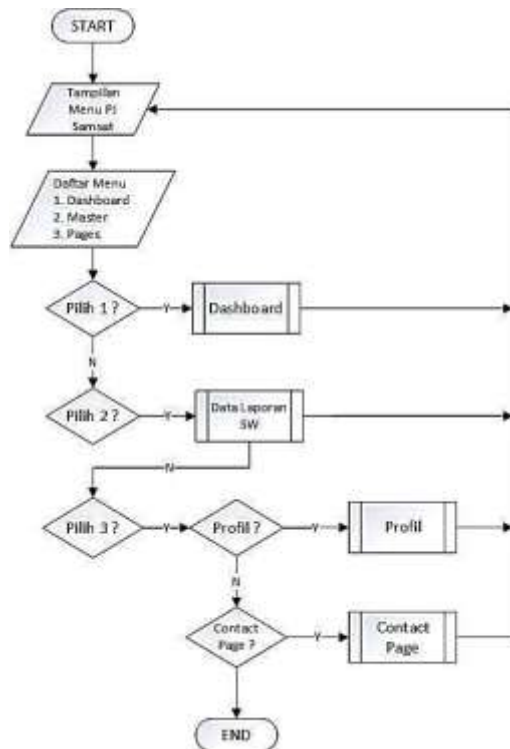 START
Tampilan
Menu PJ
Samsat
Daftar Menu
1. Dashboard
2. Master
3. Pages
Pilih 1 ?
Y
Dashboard
N
Pilih 2 ?
Y
Data Laporan
SW
N
Pilih 3 ?
Y
Profil ?
Y
Profil
N
Contact
Page ?
Y
Contact
Page
END